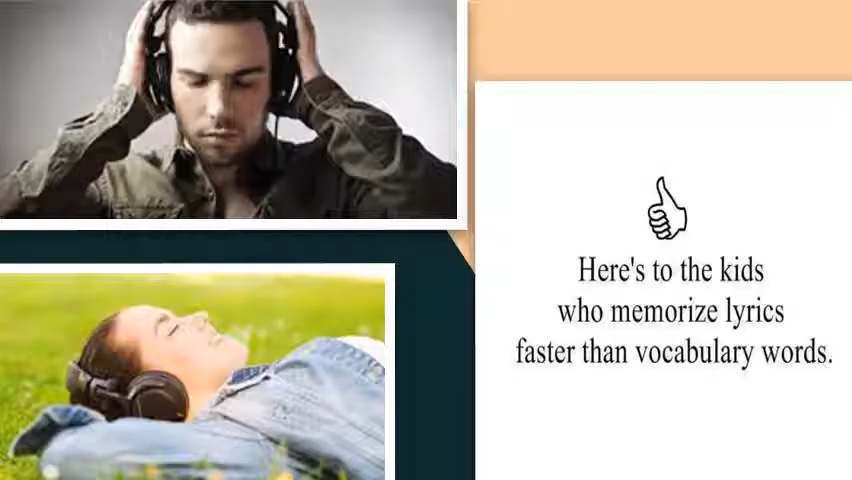 Here's to the kids
who memorize lyrics
faster than vocabulary words.